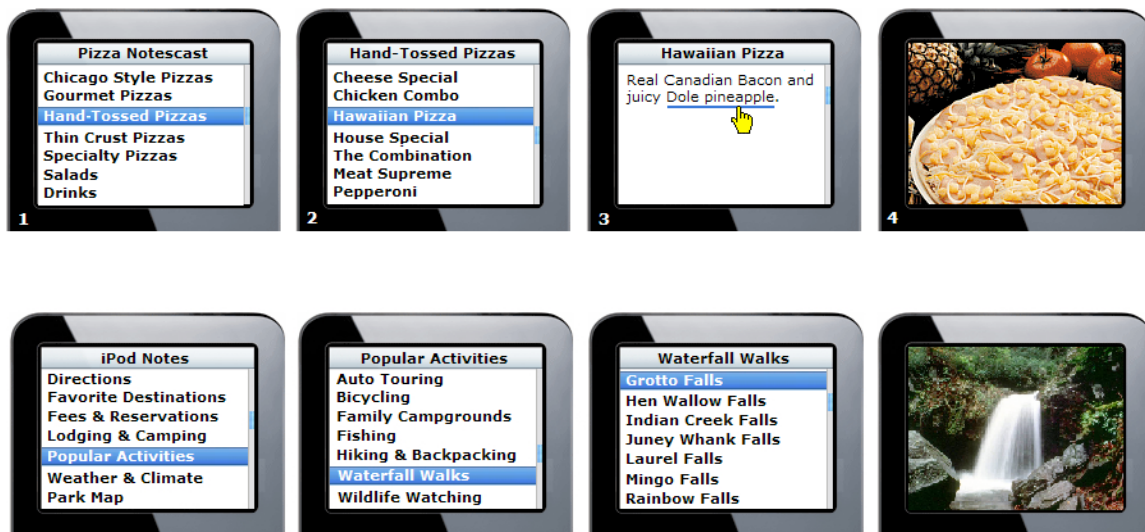 Pizza Notescast
Chicago Style Pizzas
Gourmet Pizzas
Hand-Tossed Pizzas
Thin Crust Pizzas
Specialty Pizzas
Salads
Drinks
1
Hand-Tossed Pizzas
Cheese Special
Chicken Combo
Hawaiian Pizza
House Special
The Combination
Meat Supreme
Pepperoni
2
Hawaiian Pizza
Real Canadian Bacon and
juicy Dole pineapple.
3
4
iPod Notes
Directions
Favorite Destinations
Fees & Reservations
Lodging & Camping
Popular Activities
Weather & Climate
Park Map
Popular Activities
Auto Touring
Bicycling
Family Campgrounds
Fishing
Hiking & Backpacking
Waterfall Walks
Wildlife Watching
Waterfall Walks
Grotto Falls
Hen Wallow Falls
Indian Creek Falls
Juney Whank Falls
Laurel Falls
Mingo Falls
Rainbow Falls